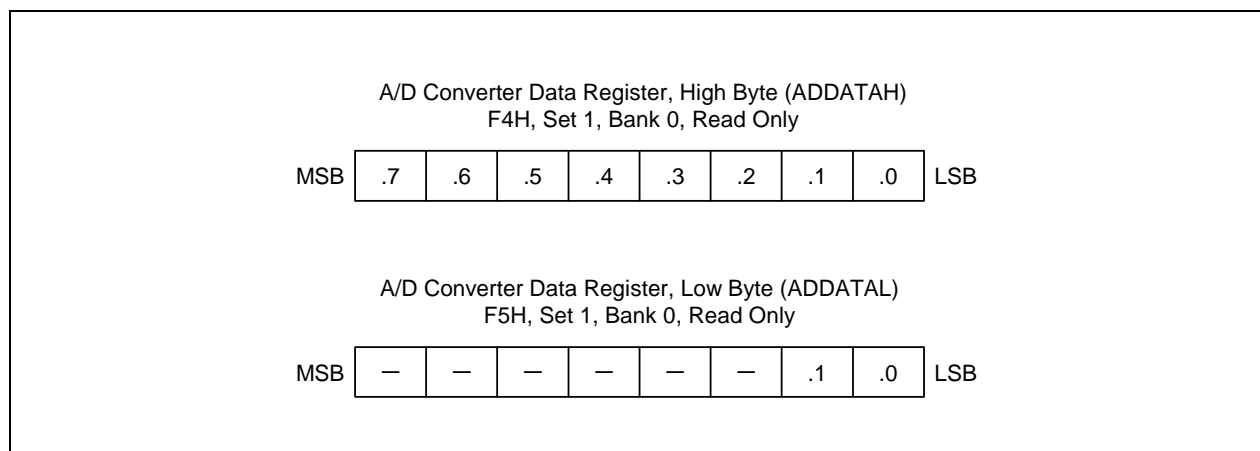 A/D Converter Data Register, High Byte (ADDATAH)
F4H, Set 1, Bank 0, Read Only
MSB .7 .6 .5 .4 .3 .2 .1 .0 LSB
A/D Converter Data Register, Low Byte (ADDATAL)
F5H, Set 1, Bank 0, Read Only
MSB – – – – – – .1 .0 LSB